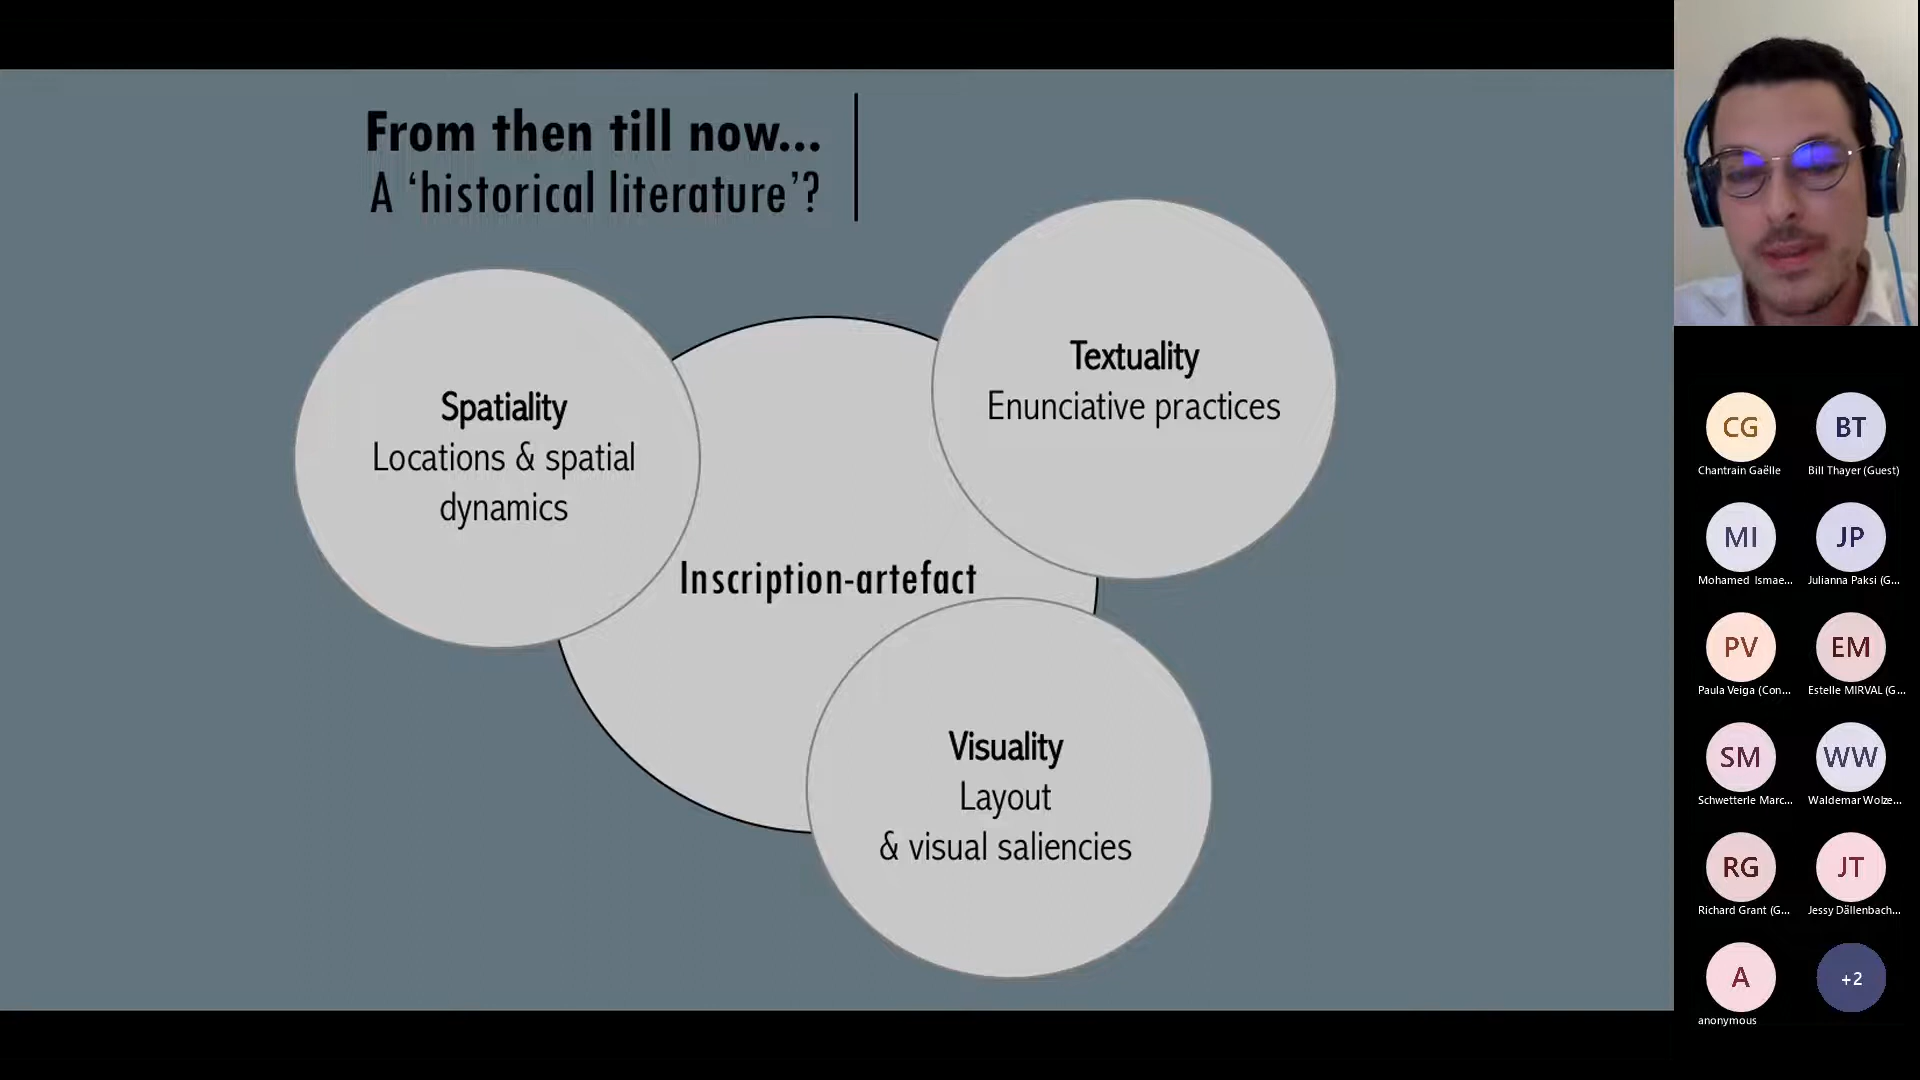 From then till now...
A ‘historical literature’?
Spatiality
Locations & spatial
dynamics
Textuality
Enunciative practices
Inscription-artefact
Visuality
Layout
& visual saliencies
CG
Chantrain Gaëlle
BT
Bill Thayer (Guest)
MI
Mohamed Ismae...
JP
Julianna Paksi (G...
PV
Paula Veiga (Con...
EM
Estelle MIRVAL (G...
SM
Schwetterle Marc...
WW
Waldemar Wolze...
RG
Richard Grant (G...
JT
Jessy Dällenbach...
A
anonymous
+2